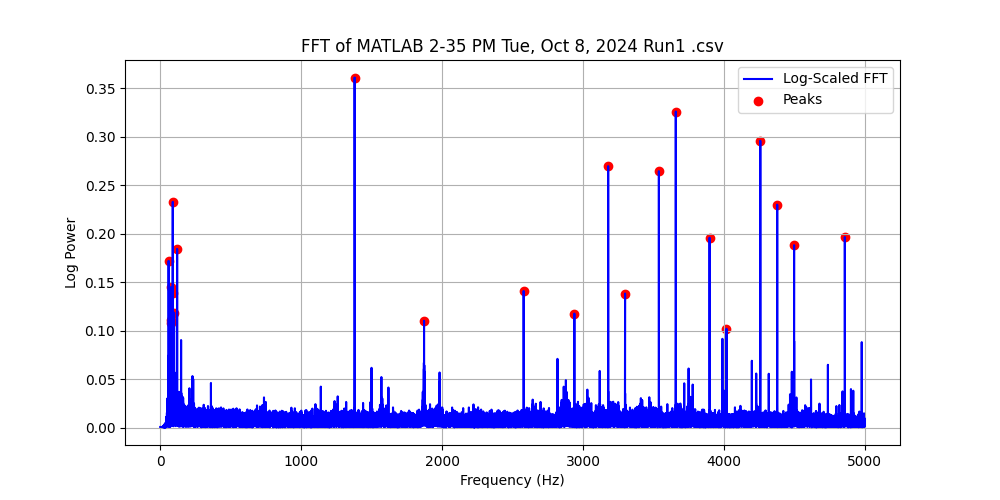 FFT of MATLAB 2-35 PM Tue, Oct 8, 2024 Run1 .csv
Log-Scaled FFT
Peaks
Log Power
0.35
0.30
0.25
0.20
0.15
0.10
0.05
0.00
0 1000 2000 3000 4000 5000
Frequency (Hz)